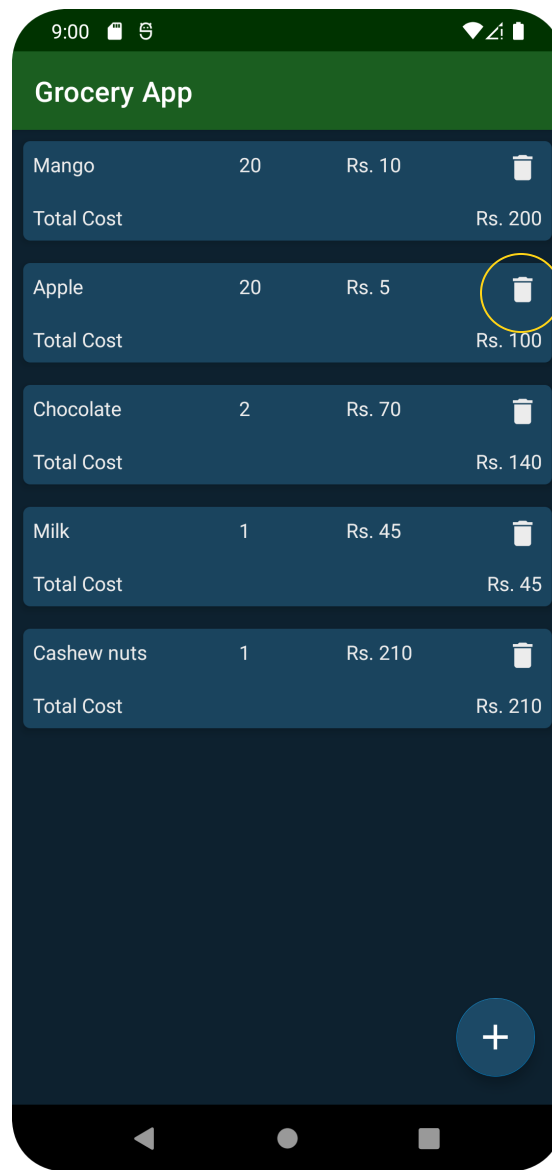 9:00
Grocery App
Mango 20 Rs. 10
Total Cost Rs. 200
Apple 20 Rs. 5
Total Cost Rs. 100
Chocolate 2 Rs. 70
Total Cost Rs. 140
Milk 1 Rs. 45
Total Cost Rs. 45
Cashew nuts 1 Rs. 210
Total Cost Rs. 210